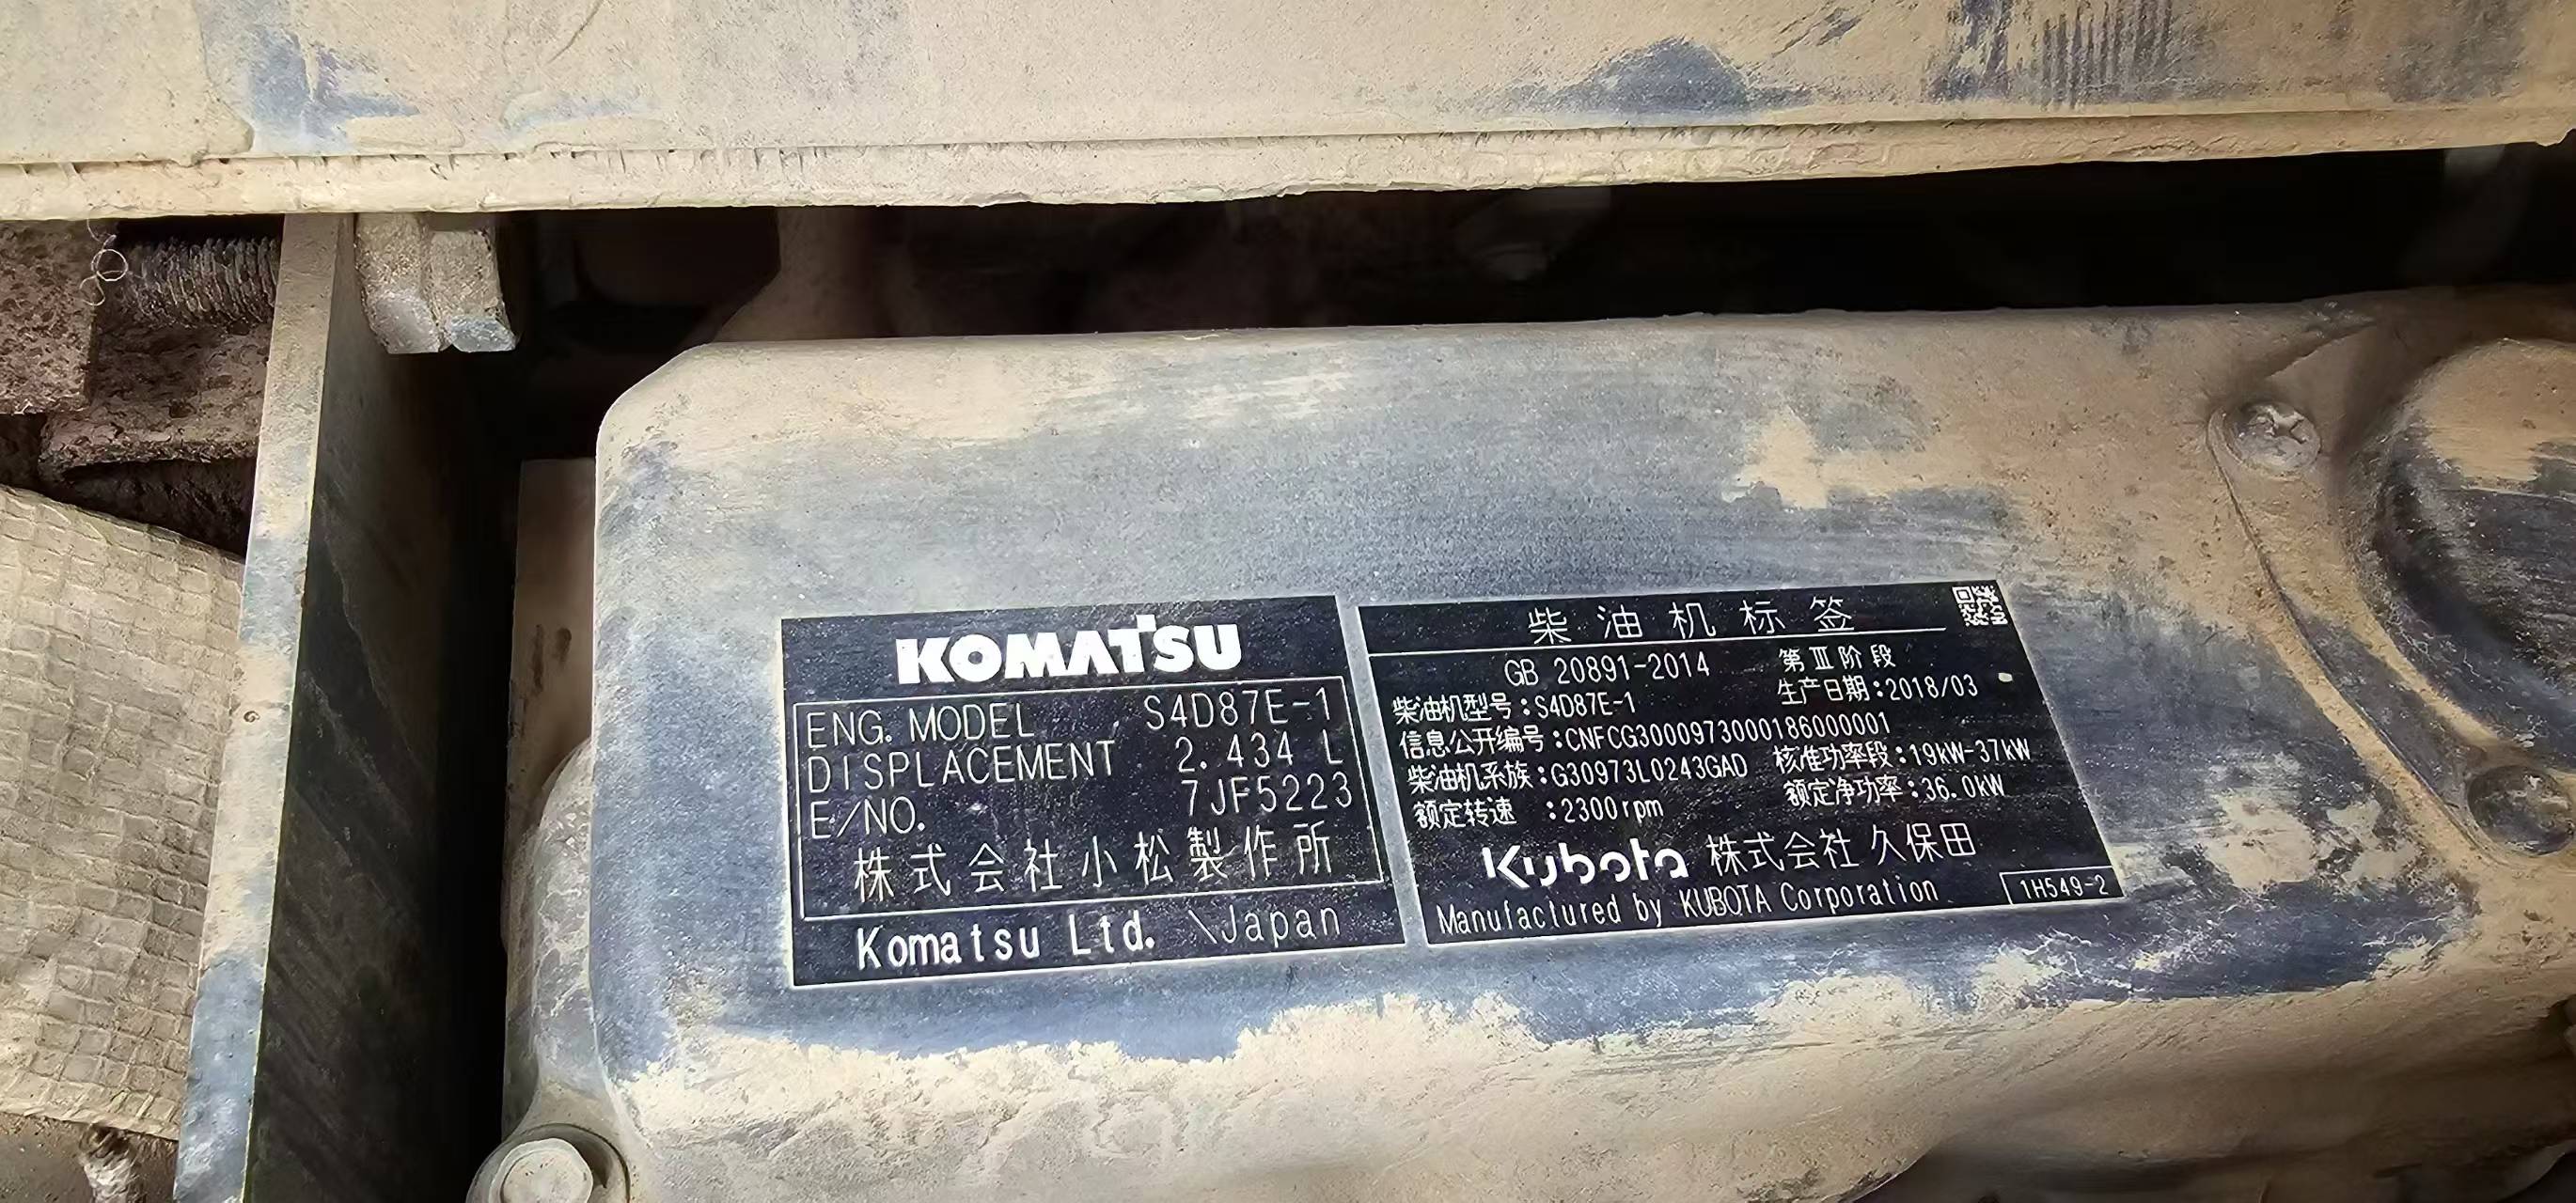 KOMATSU
ENG. MODEL S4D87E-1
DISPLACEMENT 2.434 L
E/NO. 7JF5223
株式会社小松製作所
Komatsu Ltd. \Japan
柴油机标签
GB 20891-2014 第Ⅲ阶段
柴油机型号:S4D87E-1 生产日期:2018/03
信息公开编号:CNFCG3000973000186000001
柴油机系族:G30973L0243GAD 核准功率段:19kW-37kW
额定转速 :2300rpm 额定净功率:36.0kW
Kubota 株式会社 久保田
Manufactured by KUBOTA Corporation
1H549-2